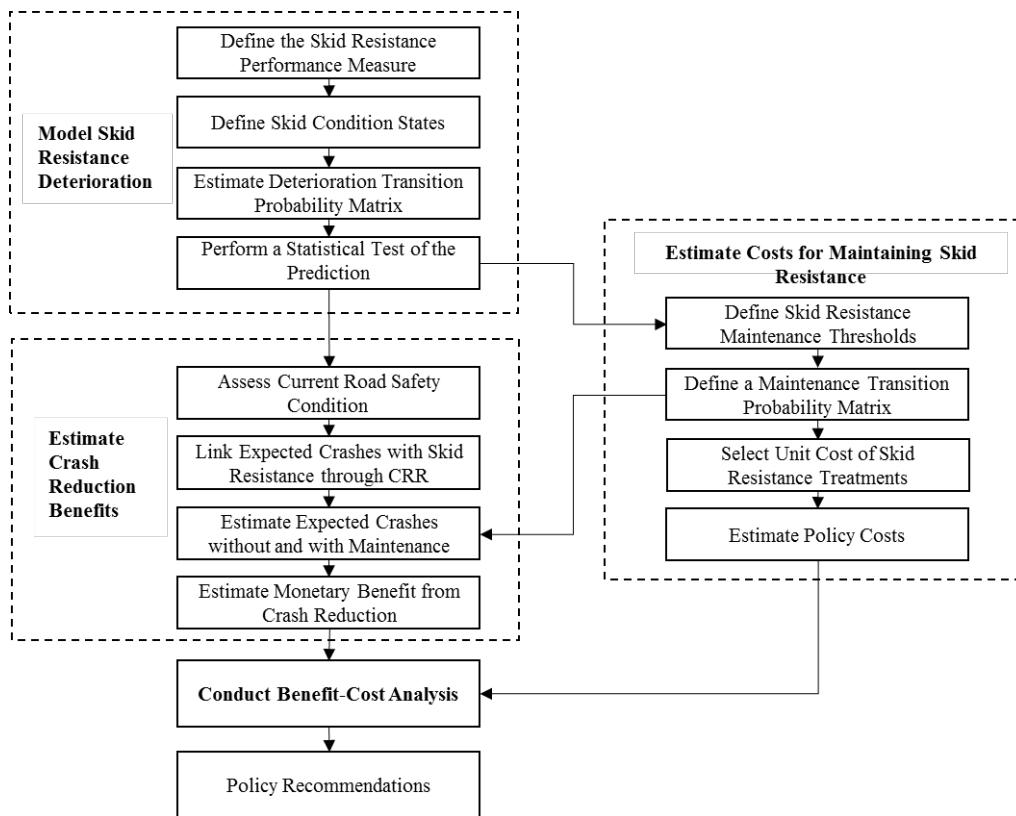 Define the Skid Resistance
Performance Measure
Define Skid Condition States
Model Skid
Resistance
Deterioration
Estimate Deterioration Transition
Probability Matrix
Perform a Statistical Test of the
Prediction
Estimate Costs for Maintaining Skid
Resistance
Define Skid Resistance
Maintenance Thresholds
Define a Maintenance Transition
Probability Matrix
Select Unit Cost of Skid
Resistance Treatments
Estimate Policy Costs
Assess Current Road Safety
Condition
Estimate
Crash
Reduction
Benefits
Link Expected Crashes with Skid
Resistance through CRR
Estimate Expected Crashes
without and with Maintenance
Estimate Monetary Benefit from
Crash Reduction
Conduct Benefit-Cost Analysis
Policy Recommendations